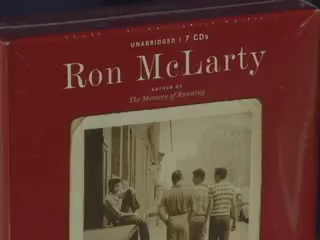 UNABRIDGED | 7 CDs
Ron McLarty
AUTHOR OF
The Memory of Running